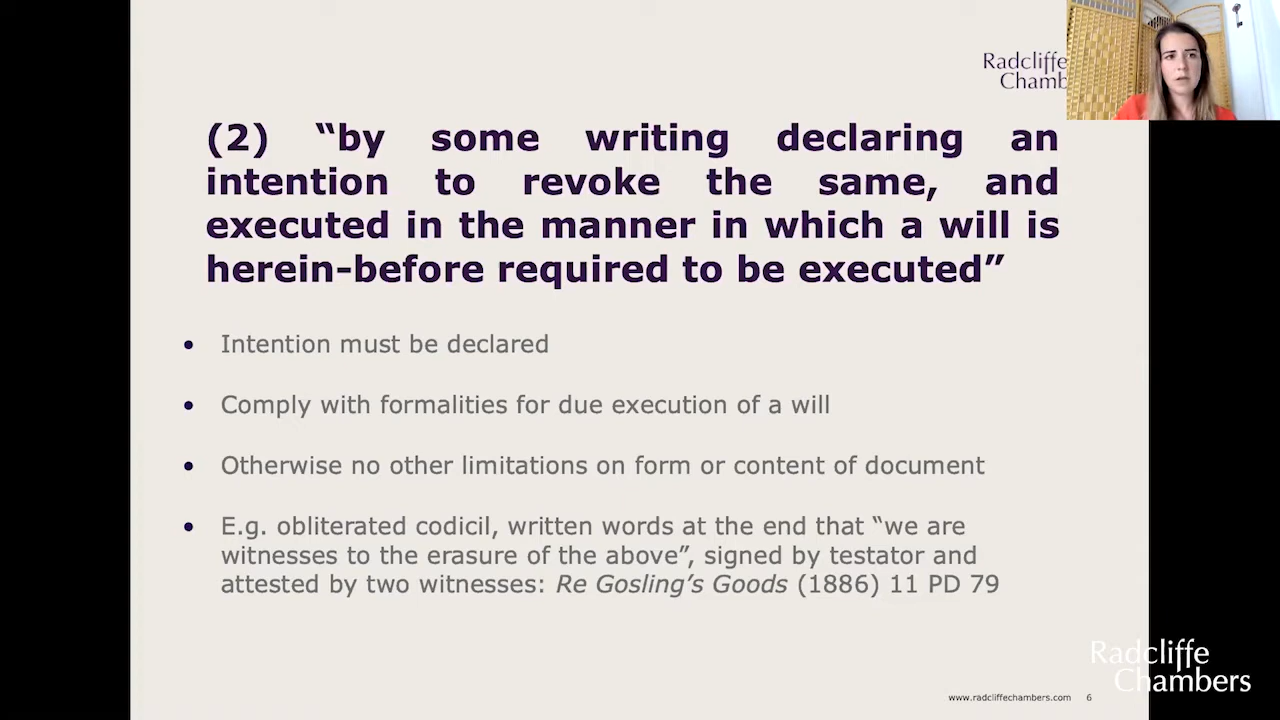 Radcliffe
Chamb
(2) “by some writing declaring an
intention to revoke the same, and
executed in the manner in which a will is
herein-before required to be executed”
• Intention must be declared
• Comply with formalities for due execution of a will
• Otherwise no other limitations on form or content of document
• E.g. obliterated codicil, written words at the end that “we are
witnesses to the erasure of the above”, signed by testator and
attested by two witnesses: Re Gosling’s Goods (1886) 11 PD 79
Radcliffe
Chambers
www.radcliffechambers.com 6